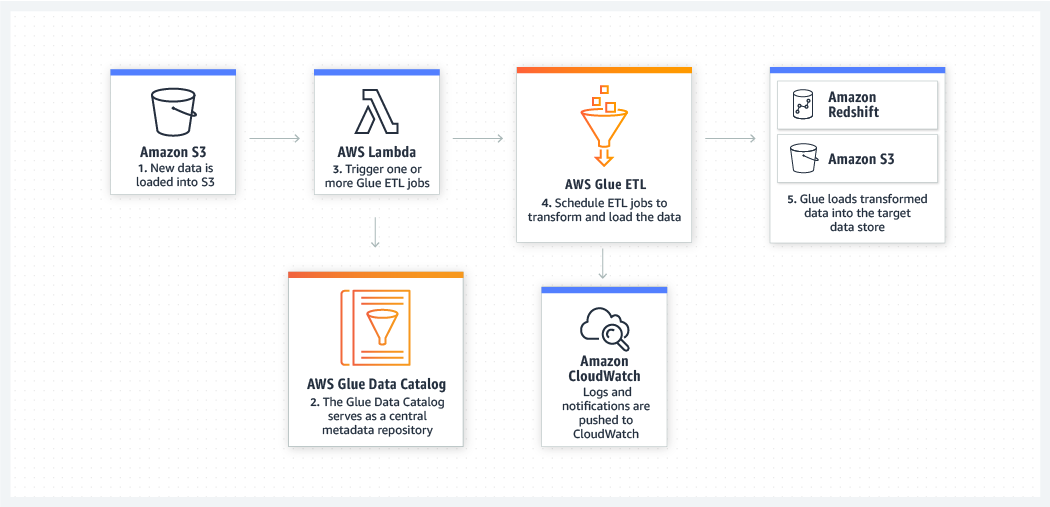 Amazon S3
1. New data is
loaded into S3
AWS Lambda
3. Trigger one or
more Glue ETL jobs
AWS Glue ETL
4. Schedule ETL jobs to
transform and load the data
Amazon
Redshift
Amazon S3
5. Glue loads transformed
data into the target
data store
AWS Glue Data Catalog
2. The Glue Data Catalog
serves as a central
metadata repository
Amazon
CloudWatch
Logs and
notifications are
pushed to
CloudWatch